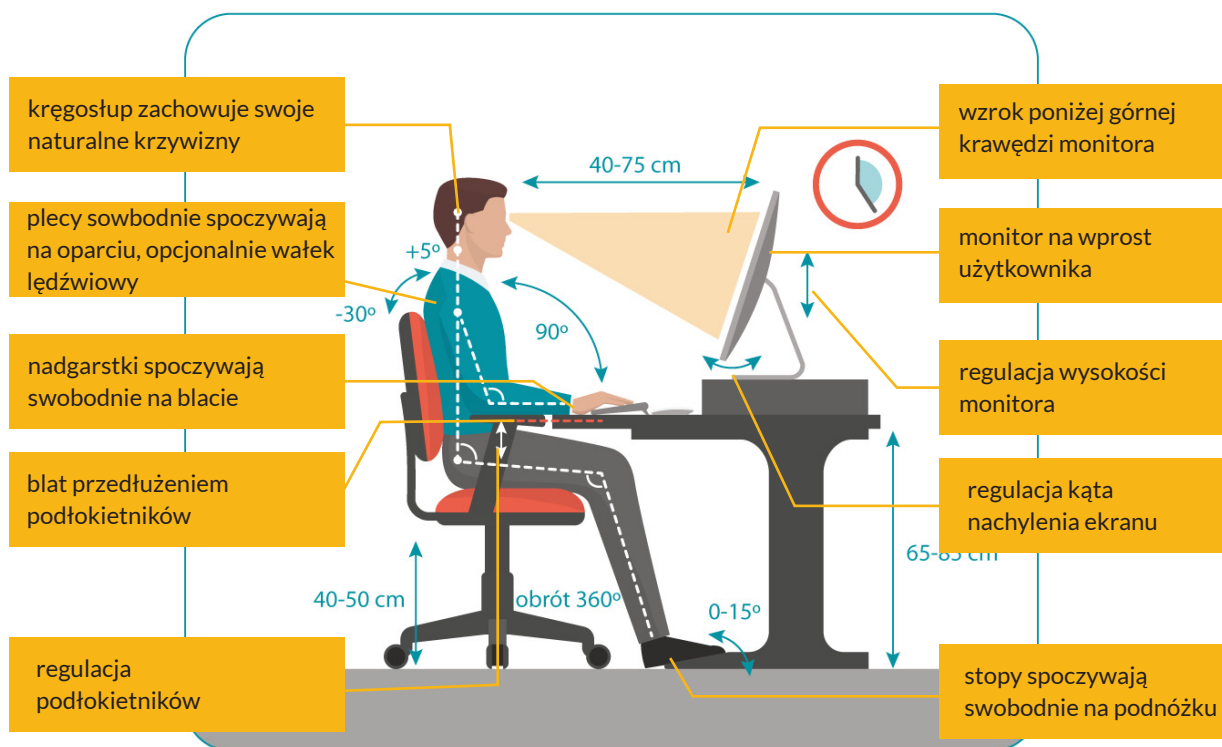 kręgosłup zachowuje swoje
naturalne krzywizny
plecy sowbodnie spoczywają
na oparciu, opcjonalnie wałek
lędźwiowy
nadgarstki spoczywają
swobodnie na blacie
blat przedłużeniem
podłokietników
regulacja
podłokietników
40-75 cm
+5º
-30º
90º
40-50 cm
obrót 360º
0-15º
65-85 cm
wzrok poniżej górnej
krawędzi monitora
monitor na wprost
użytkownika
regulacja wysokości
monitora
regulacja kąta
nachylenia ekranu
stopy spoczywają
swobodnie na podnóżku